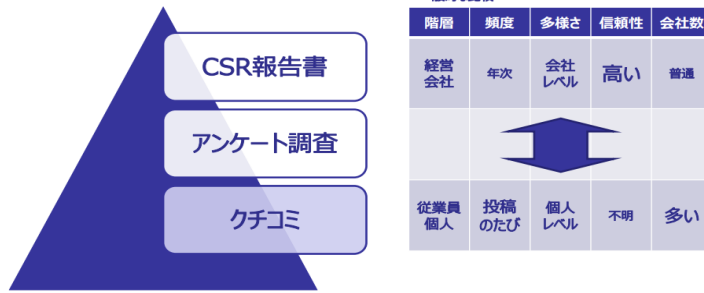 CSR報告書
アンケート調査
クチコミ
階層 頻度 多様さ 信頼性 会社数
経営
会社
年次
会社
レベル
高い
普通
従業員
個人
投稿
のたび
個人
レベル
不明
多い